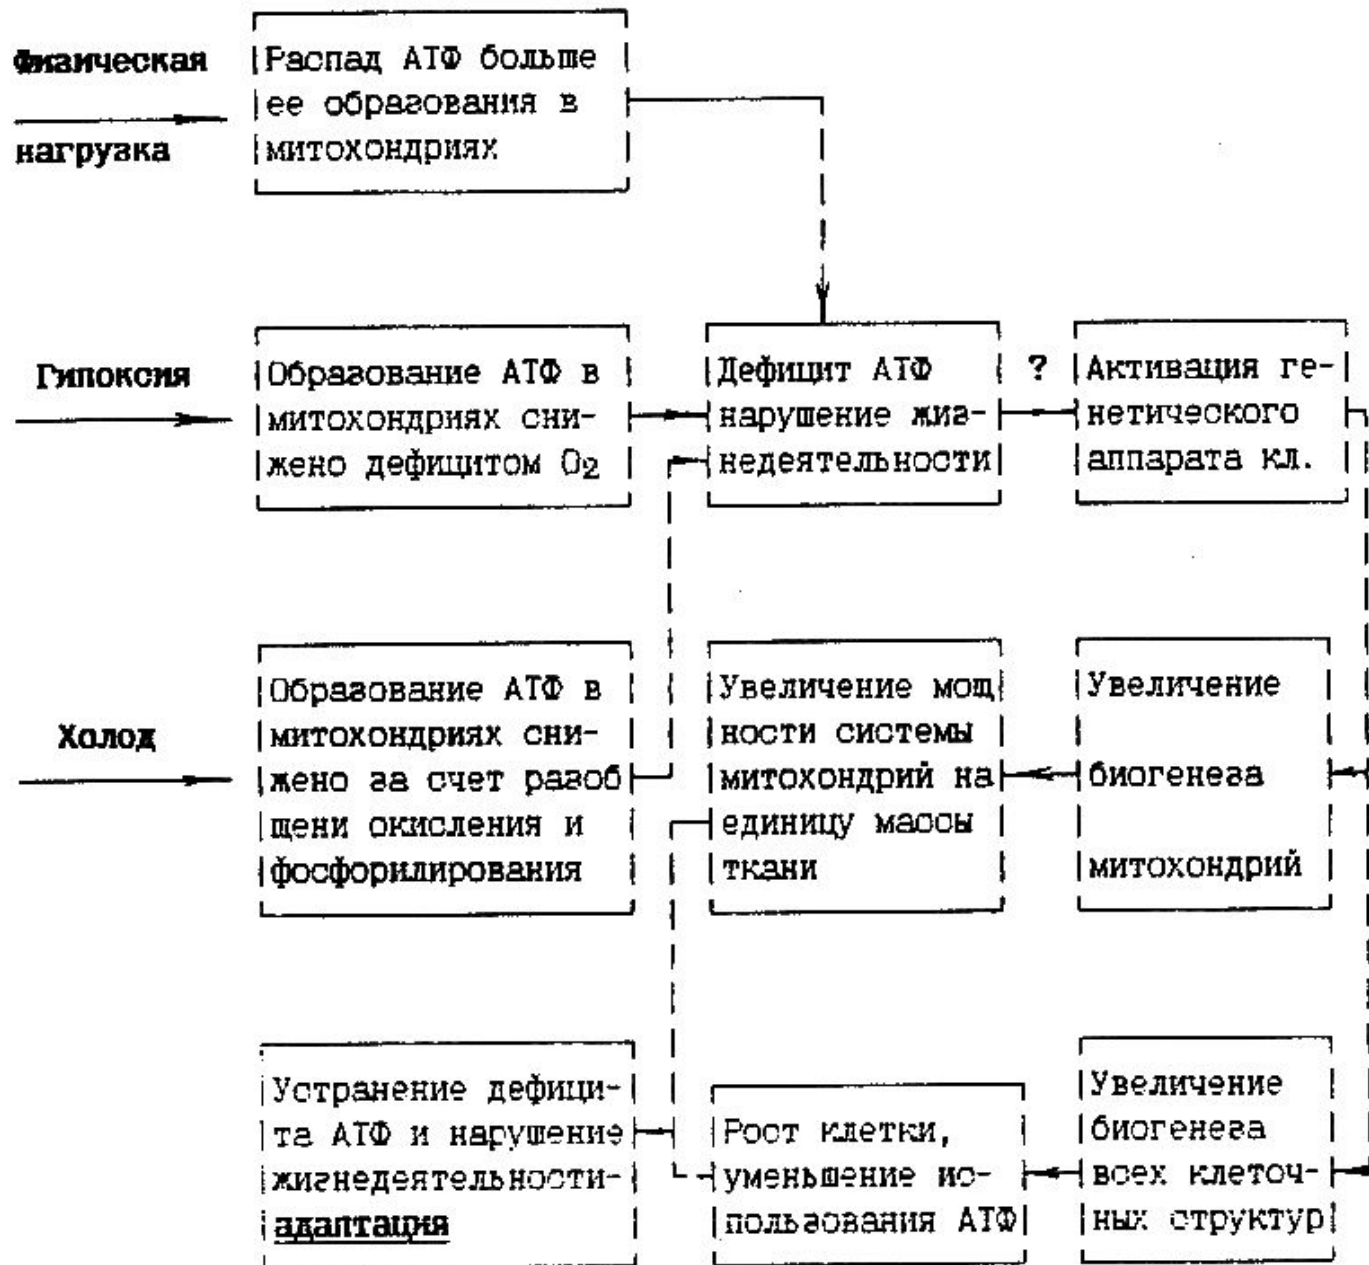 Физическая
нагрузка
Распад АТФ больше
ее образования в
митохондриях
Гипоксия
Образование АТФ в
митохондриях сни-
жено дефицитом О2
Дефицит АТФ
нарушение жиз-
недеятельности
?
Активация ге-
нетического
аппарата кл.
Холод
Образование АТФ в
митохондриях сни-
жено за счет разоб
щени окисления и
фосфорилирования
Увеличение мощ
ности системы
митохондрий на
единицу массы
ткани
Увеличение
биогенеза
митохондрий
Устранение дефици-
та АТФ и нарушение
жизнедеятельности-
адаптация
Рост клетки,
уменьшение ис-
пользования АТФ
Увеличение
биогенеза
всех клеточ-
ных структур